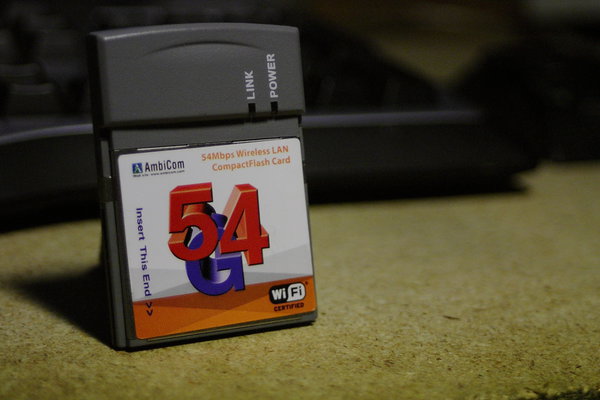 LINK
POWER
AmbiCom
54Mbps Wireless LAN
CompactFlash Card
54
G
Insert This End >>
Wi Fi
CERTIFIED